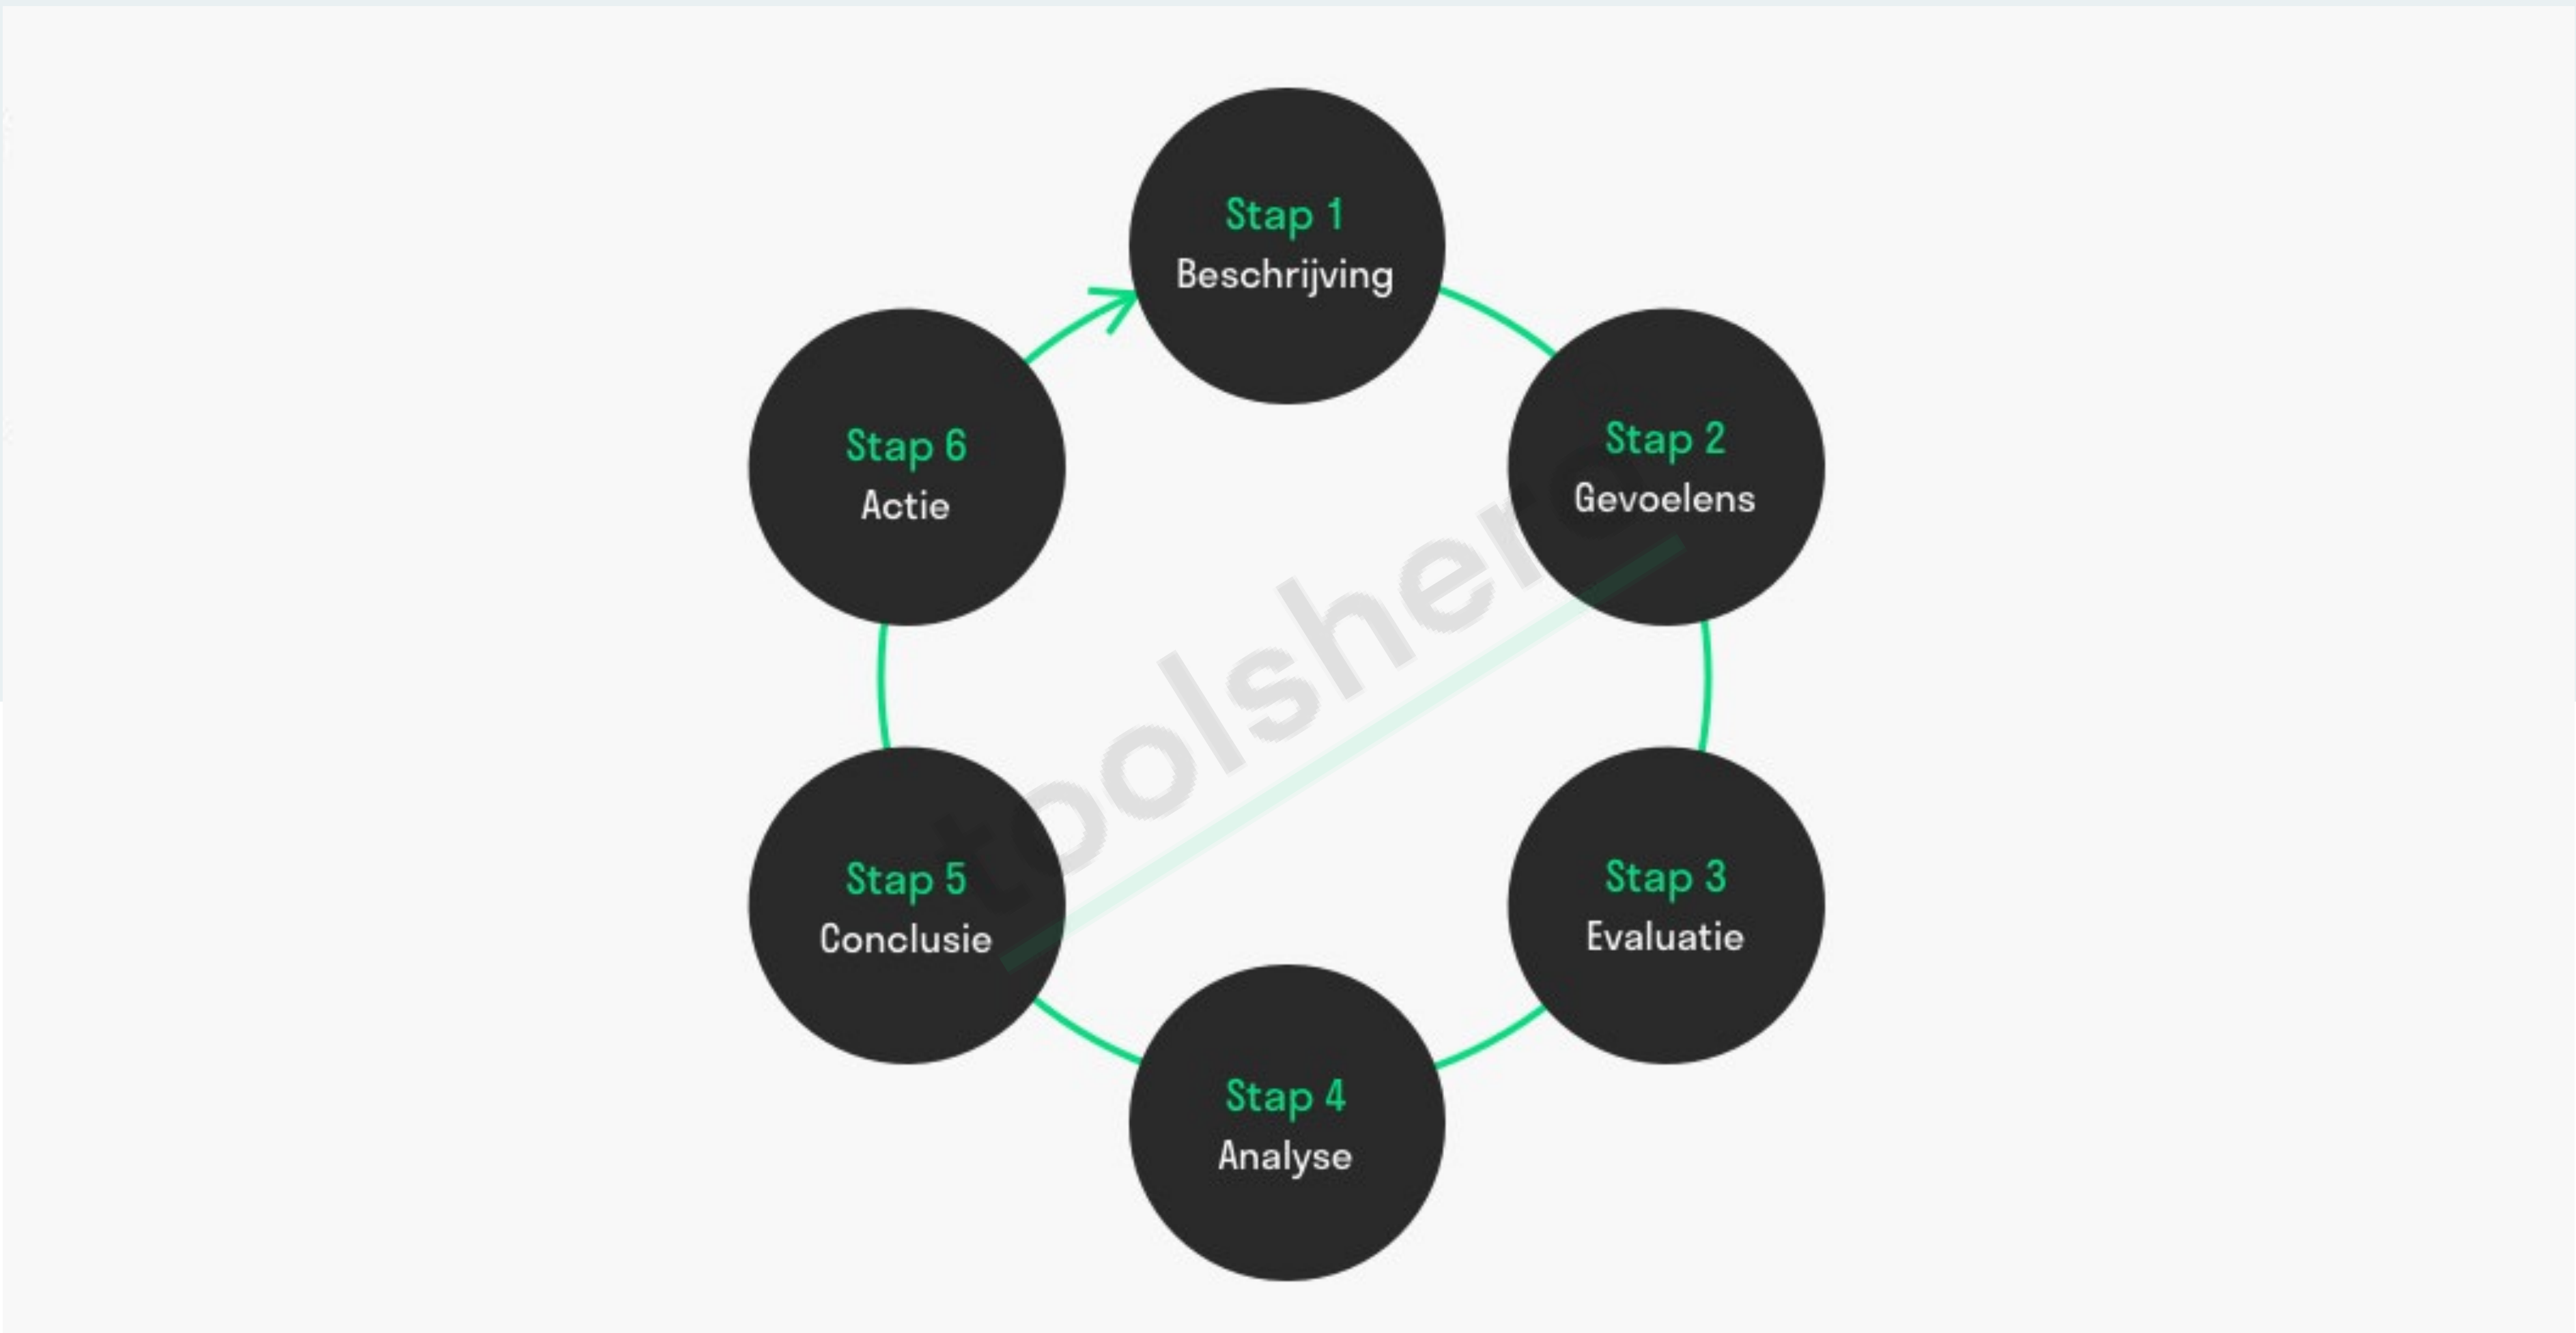 Stap 1
Beschrijving
Stap 2
Gevoelens
Stap 3
Evaluatie
Stap 4
Analyse
Stap 5
Conclusie
Stap 6
Actie
toolshero